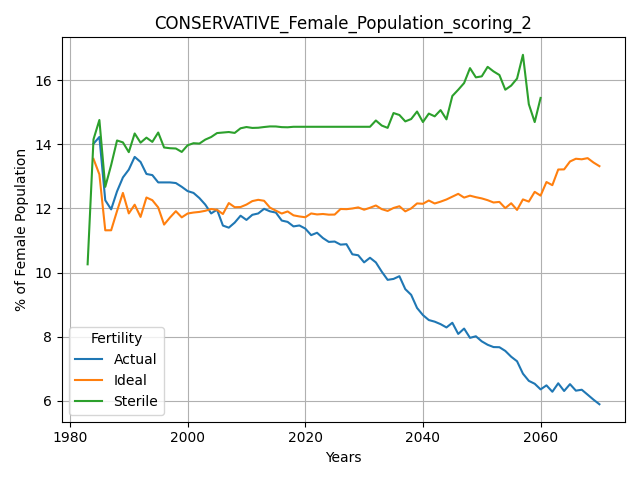 CONSERVATIVE_Female_Population_scoring_2
% of Female Population
16
14
12
10
8
6
Fertility
Actual
Ideal
Sterile
1980
2000
2020
2040
2060
Years